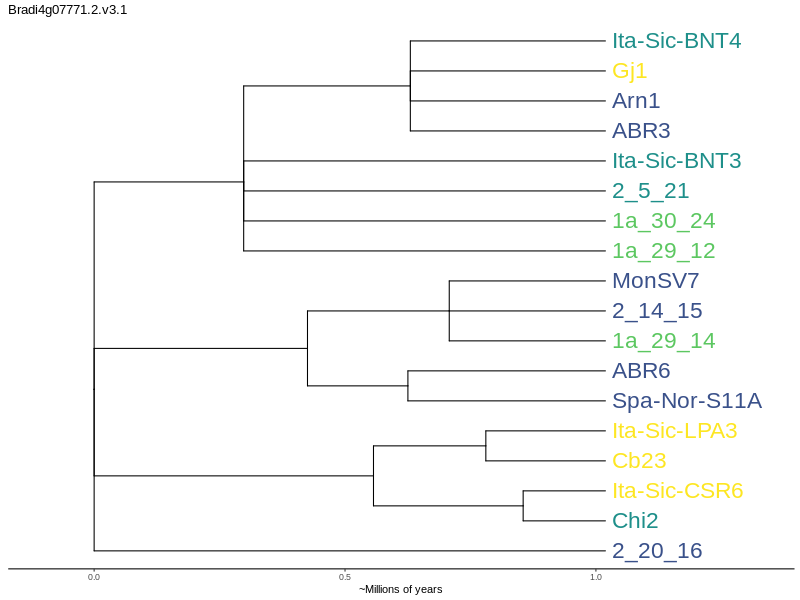 Bradi4g07771.2.v3.1
Ita-Sic-BNT4
Gj1
Arn1
ABR3
Ita-Sic-BNT3
2_5_21
1a_30_24
1a_29_12
MonSV7
2_14_15
1a_29_14
ABR6
Spa-Nor-S11A
Ita-Sic-LPA3
Cb23
Ita-Sic-CSR6
Chi2
2_20_16
0.0 0.5 1.0
~Millions of years